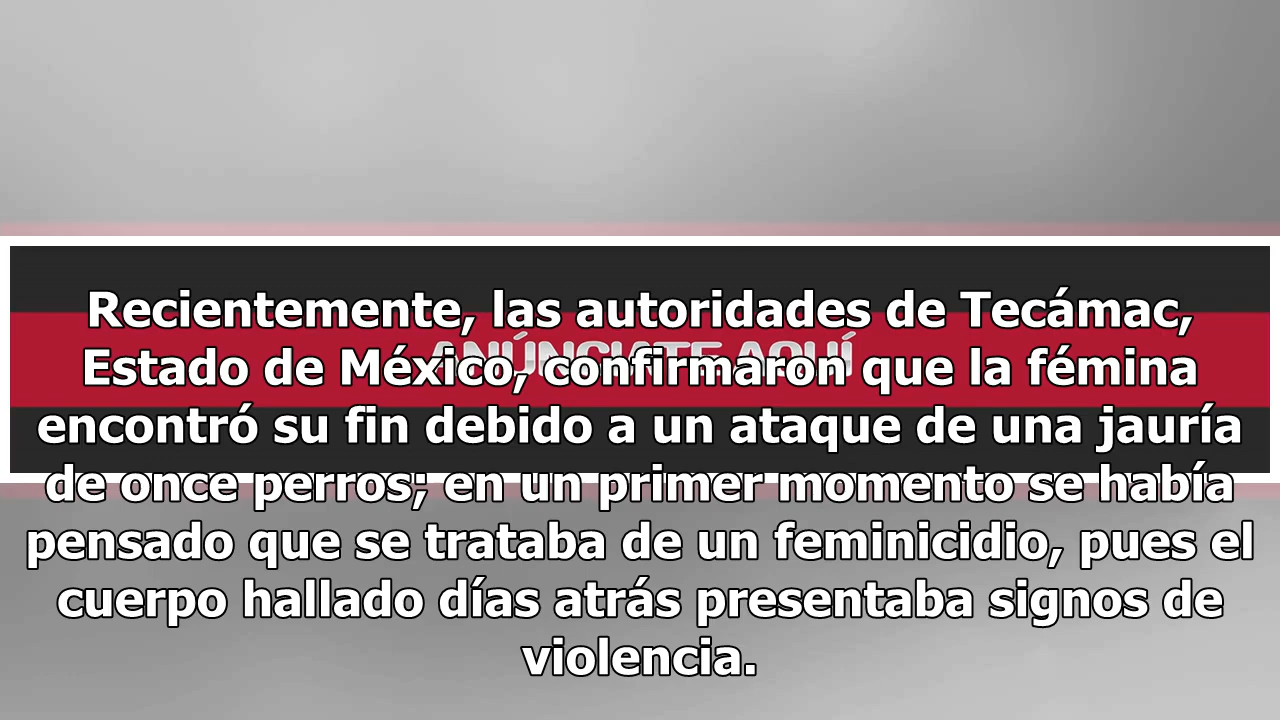 Recientemente, las autoridades de Tecámac,
ANÚNCIATE AQUÍ
Estado de México, confirmaron que la fémina
encontró su fin debido a un ataque de una jauría
de once perros; en un primer momento se había
pensado que se trataba de un feminicidio, pues el
cuerpo hallado días atrás presentaba signos de
violencia.